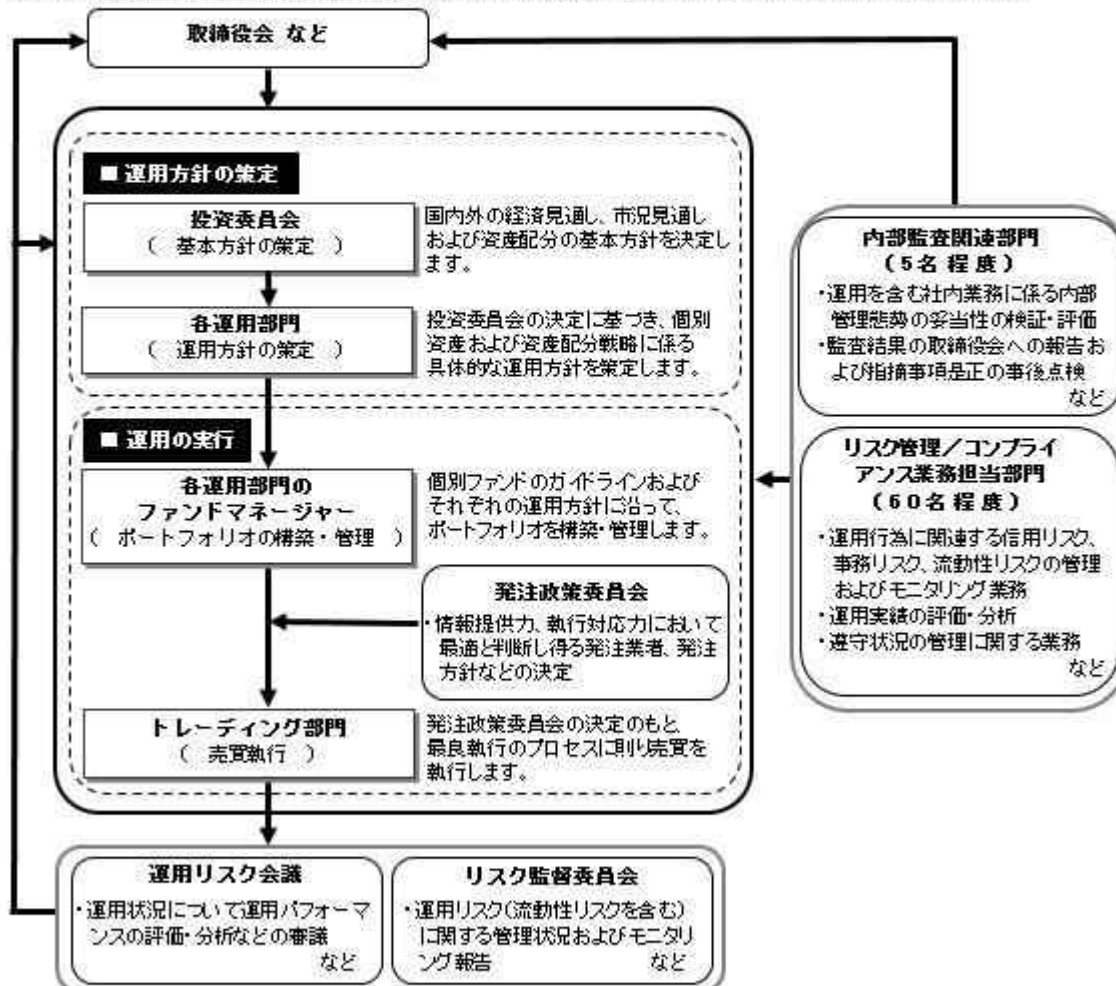 取締役会 など
■ 運用方針の策定
投資委員会
( 基本方針の策定 )
国内外の経済見通し、市況見通し
および資産配分の基本方針を決定し
ます。
各運用部門
( 運用方針の策定 )
投資委員会の決定に基づき、個別
資産および資産配分戦略に係る
具体的な運用方針を策定します。
■ 運用の実行
各運用部門の
ファンドマネージャー
( ポートフォリオの構築・管理 )
個別ファンドのガイドラインおよび
それぞれの運用方針に沿って、
ポートフォリオを構築・管理します。
発注政策委員会
・情報提供力、執行対応力において
最適と判断し得る発注業者、発注
方針などの決定
トレーディング部門
( 売買執行 )
発注政策委員会の決定のもと、
最良執行のプロセスに則り売買を
執行します。
内部監査関連部門
(5名程度)
・運用を含む社内業務に係る内部
管理態勢の妥当性の検証・評価
・監査結果の取締役会への報告お
よび指摘事項是正の事後点検
など
リスク管理/コンプライ
アンス業務担当部門
(60名程度)
・運用行為に関連する信用リスク、
事務リスク、流動性リスクの管理
およびモニタリング業務
・運用実績の評価・分析
・遵守状況の管理に関する業務
など
運用リスク会議
・運用状況について運用パフォーマ
ンスの評価・分析などの審議
など
リスク監督委員会
・運用リスク(流動性リスクを含む)
に関する管理状況およびモニタリ
ング報告 など